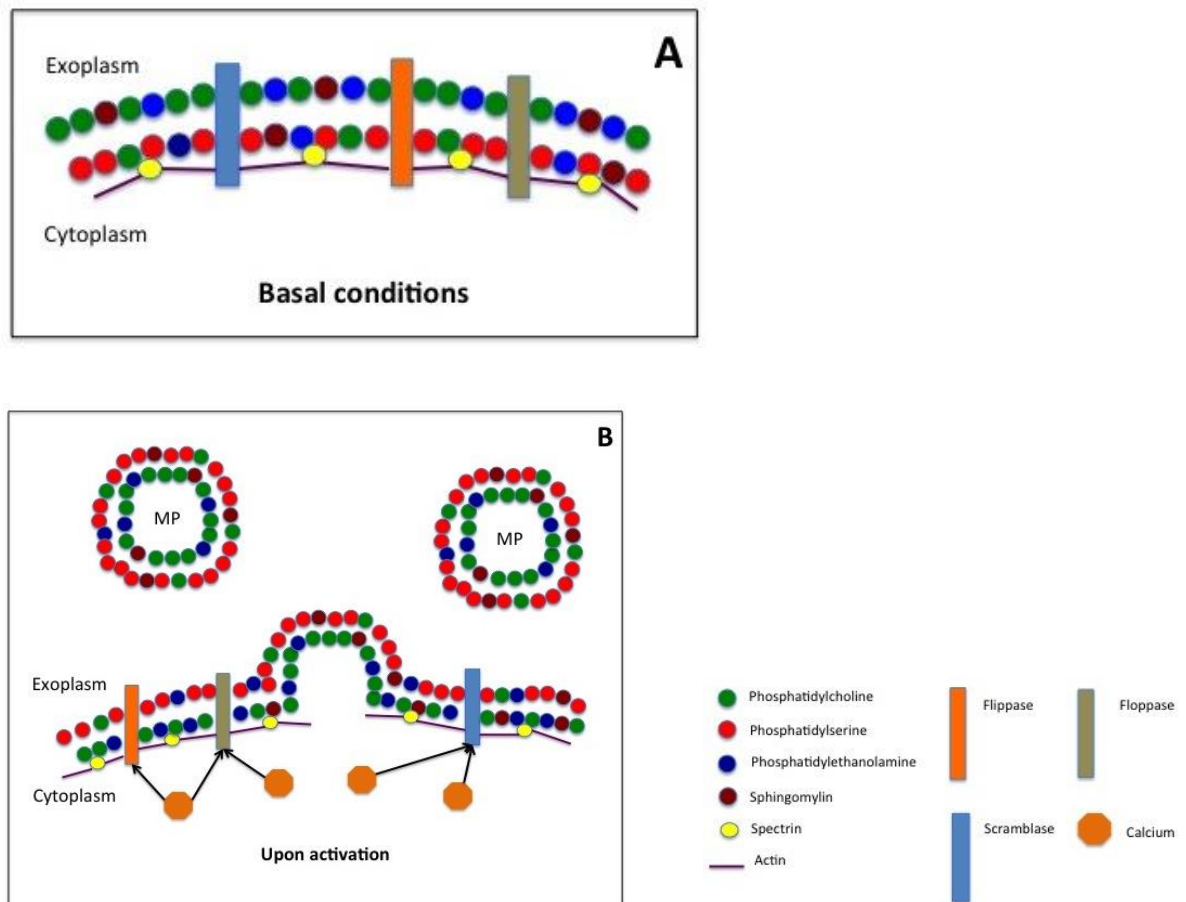 A
Exoplasm
Cytoplasm
Basal conditions
B
MP
MP
Exoplasm
Cytoplasm
Upon activation
Phosphatidylcholine
Phosphatidylserine
Phosphatidylethanolamine
Sphingomylin
Spectrin
Actin
Flippase
Floppase
Scramblase
Calcium